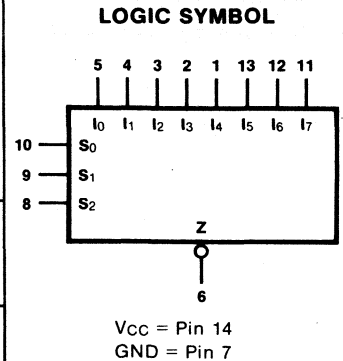 LOGIC SYMBOL
5 4 3 2 1 13 12 11
I0 I1 I2 I3 I4 I5 I6 I7
10 S0
9 S1
8 S2
Z
6
VCC = Pin 14
GND = Pin 7